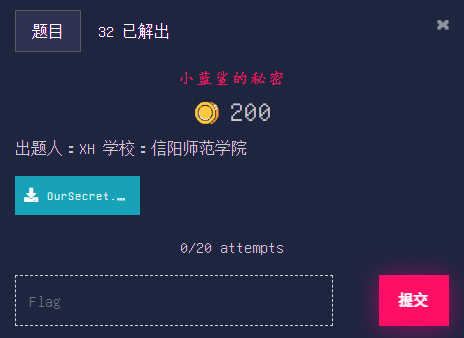 题目 32 已解出
小蓝鲨的秘密
200
出题人：XH 学校：信阳师范学院
OurSecret.…
0/20 attempts
Flag
提交